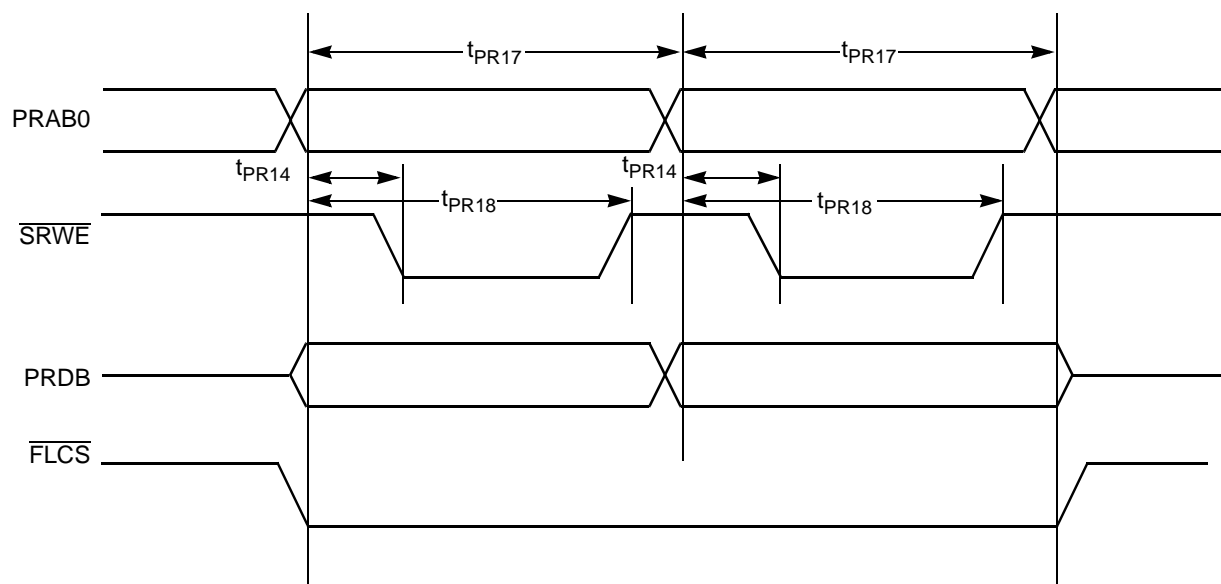 tPR17
tPR17
PRAB0
tPR14
tPR14
tPR18
tPR18
SRWE
PRDB
FLCS